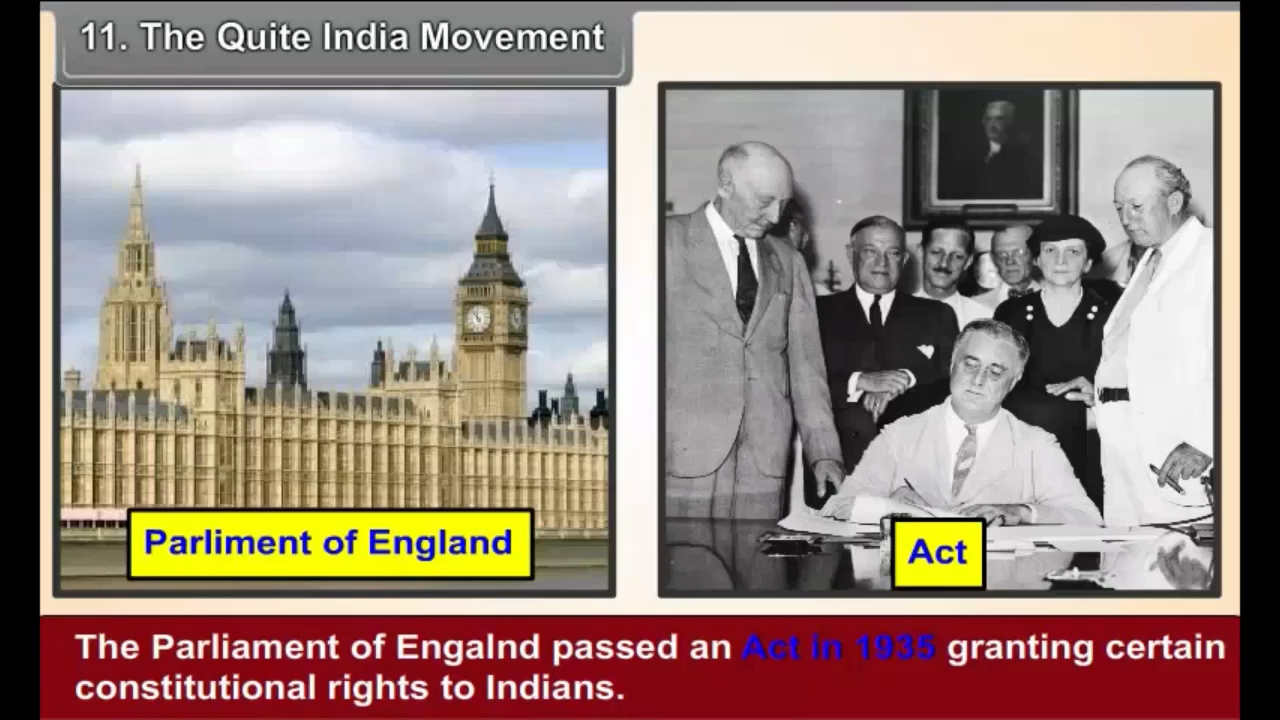 11. The Quite India Movement
Parliment of England
Act
The Parliament of Engalnd passed an Act in 1935 granting certain
constitutional rights to Indians.